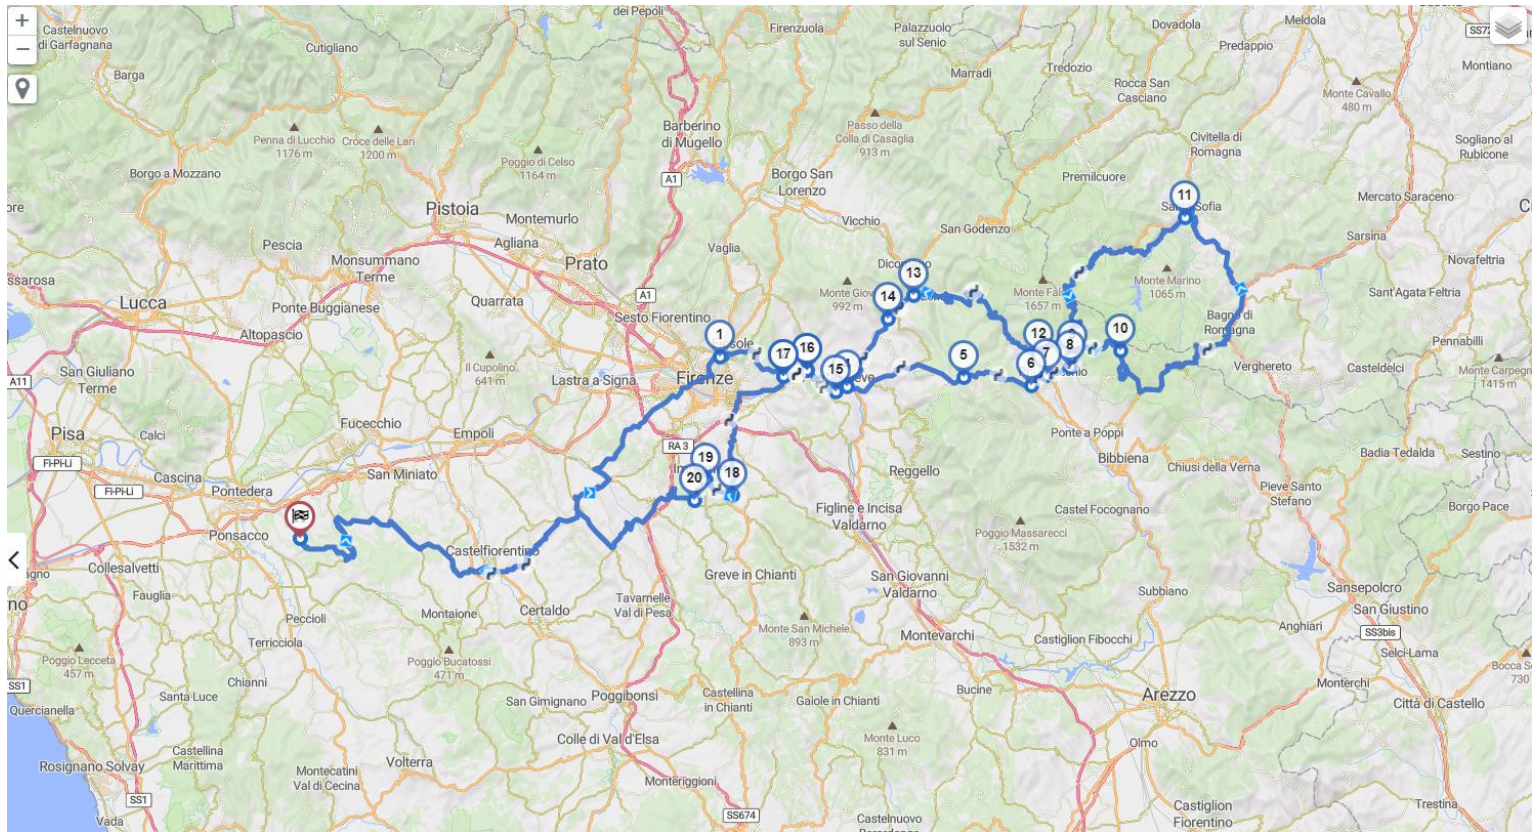 +
−
Castelnuovo
di Garfagnana
Cutigliano
dei Pepoli
Firenzuola
Palazzuolo
sul Senio
Dovadola
Meldola
SS72
Predappio
Barga
Marradi
Tredozio
Rocca San
Casciano
Montiano
Monte Cavallo
480 m
Penna di Lucchio
1176 m
Croce delle Lari
1200 m
Barberino
di Mugello
Passo della
Colla di Casaglia
913 m
Civitella di
Romagna
Sogliano al
Rubicone
Poggio di Celso
1164 m
Borgo a Mozzano
A1
Borgo San
Lorenzo
Premilcuore
Mercato Saraceno
Pistoia
Montemurlo
Vicchio
11
San Godenzo
Sarsina
Pescia
Agliana
Vaglia
Monsummano
Terme
Prato
13
Novafeltria
Monte Marino
1065 m
Quarrata
A1
14
1657 m
992 m
Sant'Agata Feltria
Lucca
Ponte Buggianese
Sesto Fiorentino
Bagno di
Romagna
Altopascio
1
12
10
17
16
8
Pennabilli
San Giuliano
Terme
Il Cupolino
641 m
Lastra a Signa
Firenze
15
5
6
7
Verghereto
Casteldelci
Monte Carpegn
1415 m
A11
Fucecchio
Pisa
Calci
Empoli
RA 3
Ponte a Poppi
Bibbiena
Chiusi della Verna
Badia Tedalda
Sestino
FI-PI-LI
Cascina
San Miniato
19
18
20
Reggello
FI-PI-LI
Pontedera
Pieve Santo
Stefano
Figline e Incisa
Valdarno
Castel Focognano
Borgo Pace
Ponsacco
Poggio Massarecci
1532 m
Castelfiorentino
Collesalvetti
Greve in Chianti
San Giovanni
Valdarno
Sansepolcro
Fauglia
Subbiano
San Giustino
Montaione
Certaldo
Tavarnelle
Val di Pesa
Peccioli
Anghiari
Monte San Michele
893 m
SS3bis
Terricciola
Montevarchi
Castiglion Fibocchi
Poggio Lecceta
457 m
Poggio Bucatossi
471 m
Selci-Lama
730
SS1
Chianni
Monterchi
Santa Luce
San Gimignano
Poggibonsi
Castellina
in Chianti
Gaiole in Chianti
Bucine
Arezzo
Città di Castello
Quercianella
Monte Luco
831 m
Olmo
Castellina
Marittima
Colle di Val d'Elsa
Rosignano Solvay
Volterra
Montecatini
Val di Cecina
Monteriggioni
SS1
Vada
SS674
Castelnuovo
Castiglion
Fiorentino
Trestina